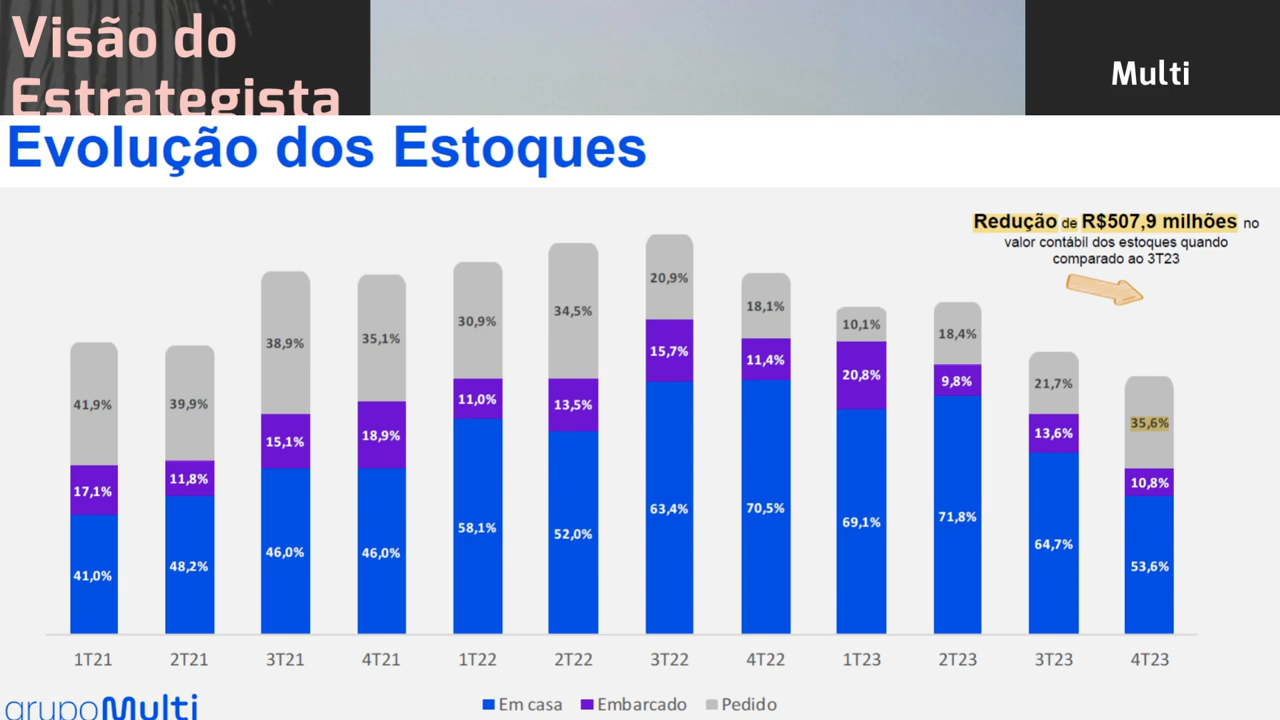 Visão do
Estrategista
Multi
Evolução dos Estoques
Redução de R$507,9 milhões no
valor contábil dos estoques quando
comparado ao 3T23
41,9% 39,9% 38,9% 35,1% 30,9% 34,5% 20,9% 18,1% 10,1% 18,4% 21,7% 35,6%
17,1% 11,8% 15,1% 18,9% 11,0% 13,5% 15,7% 11,4% 20,8% 9,8% 13,6% 10,8%
41,0% 48,2% 46,0% 46,0% 58,1% 52,0% 63,4% 70,5% 69,1% 71,8% 64,7% 53,6%
1T21 2T21 3T21 4T21 1T22 2T22 3T22 4T22 1T23 2T23 3T23 4T23
Em casa Embarcado Pedido
grupoMulti